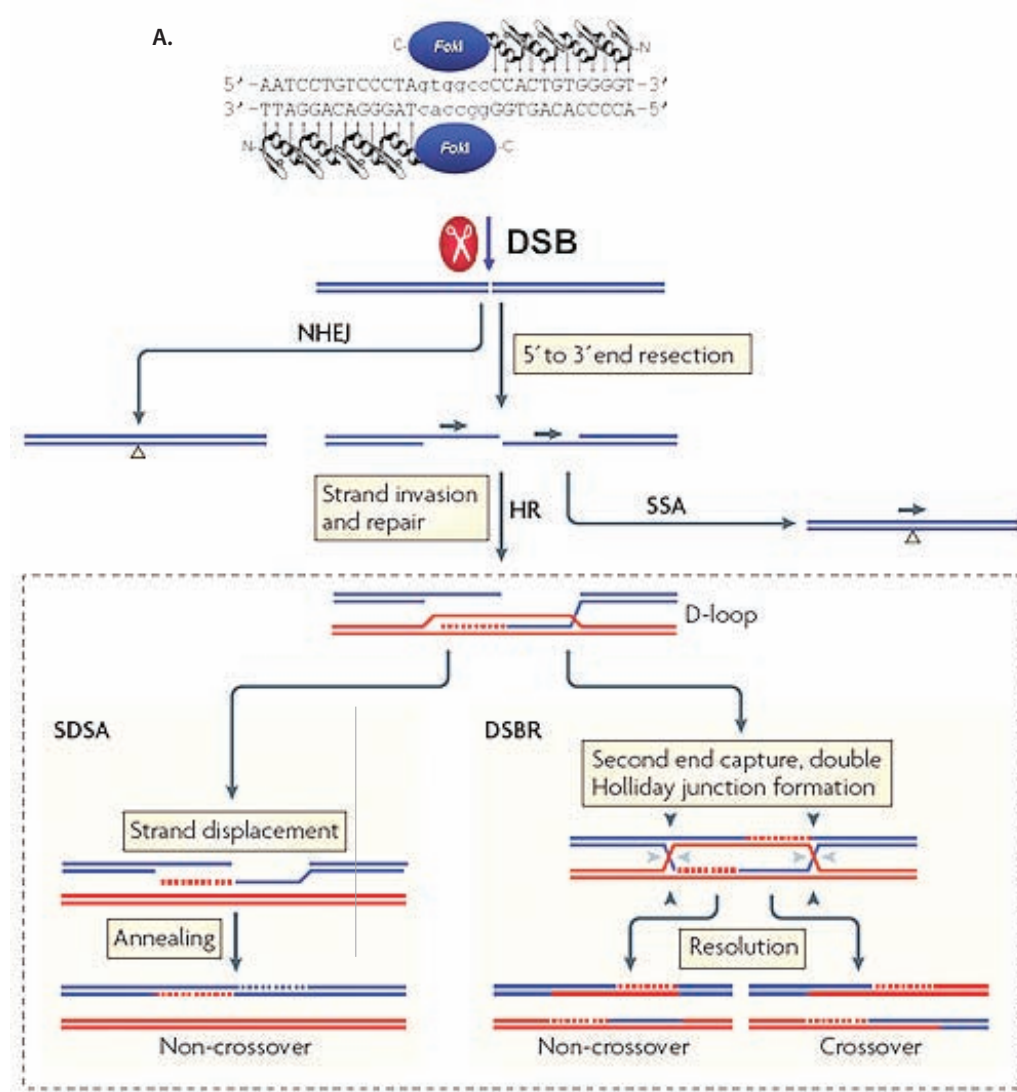 A.
C- FokI -N
5'-AATCCTGTCCCTAgtggccCCACTGTGGGGT-3'
3'-TTAGGACAGGGATcaccggGGTGACACCCCA-5'
N- FokI -C
DSB
NHEJ
5´ to 3´ end resection
Strand invasion
and repair
HR
SSA
D-loop
SDSA
DSBR
Second end capture, double
Holliday junction formation
Strand displacement
Annealing
Resolution
Non-crossover
Non-crossover
Crossover